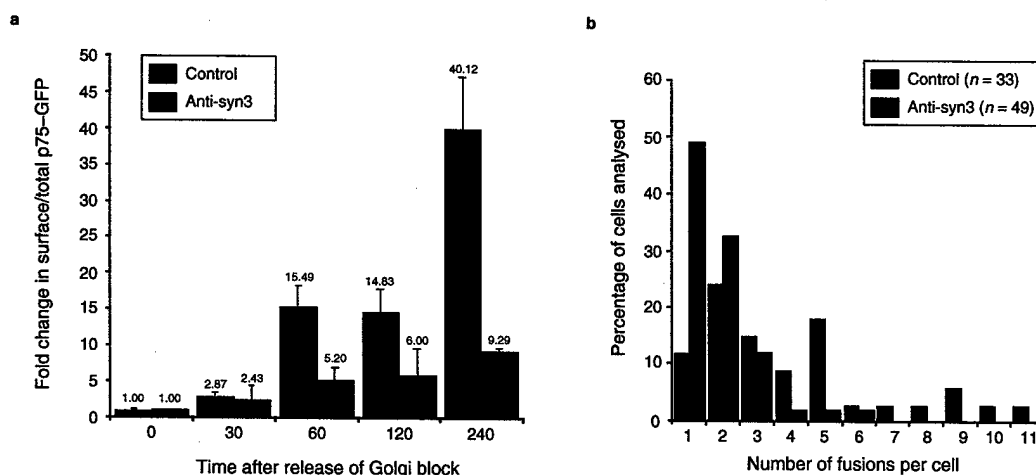 a
Fold change in surface/total p75–GFP
50
45
40
35
30
25
20
15
10
5
0
Control
Anti-syn3
1.00
1.00
2.87
2.43
15.49
5.20
14.83
6.00
40.12
9.29
0 30 60 120 240
Time after release of Golgi block
b
Percentage of cells analysed
60
50
40
30
20
10
0
Control (n = 33)
Anti-syn3 (n = 49)
1 2 3 4 5 6 7 8 9 10 11
Number of fusions per cell